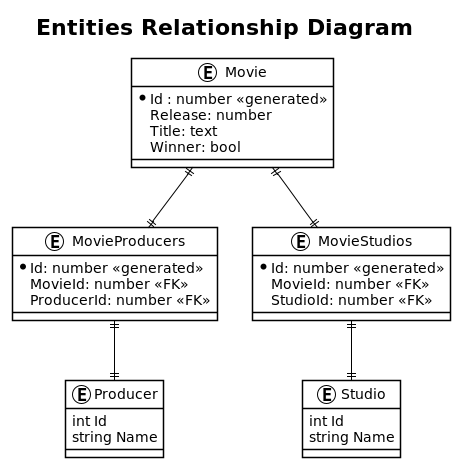 Entities Relationship Diagram
E Movie
Id : number «generated»
Release: number
Title: text
Winner: bool
E MovieProducers
Id: number «generated»
MovieId: number «FK»
ProducerId: number «FK»
E MovieStudios
Id: number «generated»
MovieId: number «FK»
StudioId: number «FK»
E Producer
int Id
string Name
E Studio
int Id
string Name